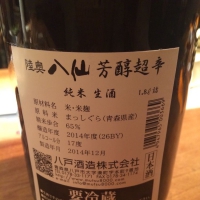 陸奥八仙 芳醇超辛
純米 生酒 1.8ℓ詰
原材料名 米・米麹
原料米 まっしぐら(青森県産)
精米歩合 65%
醸造年度 2014年度(26BY)
アルコール分 17度
製造年月 2014年12月
八戸酒造株式会社
日本酒
要冷蔵